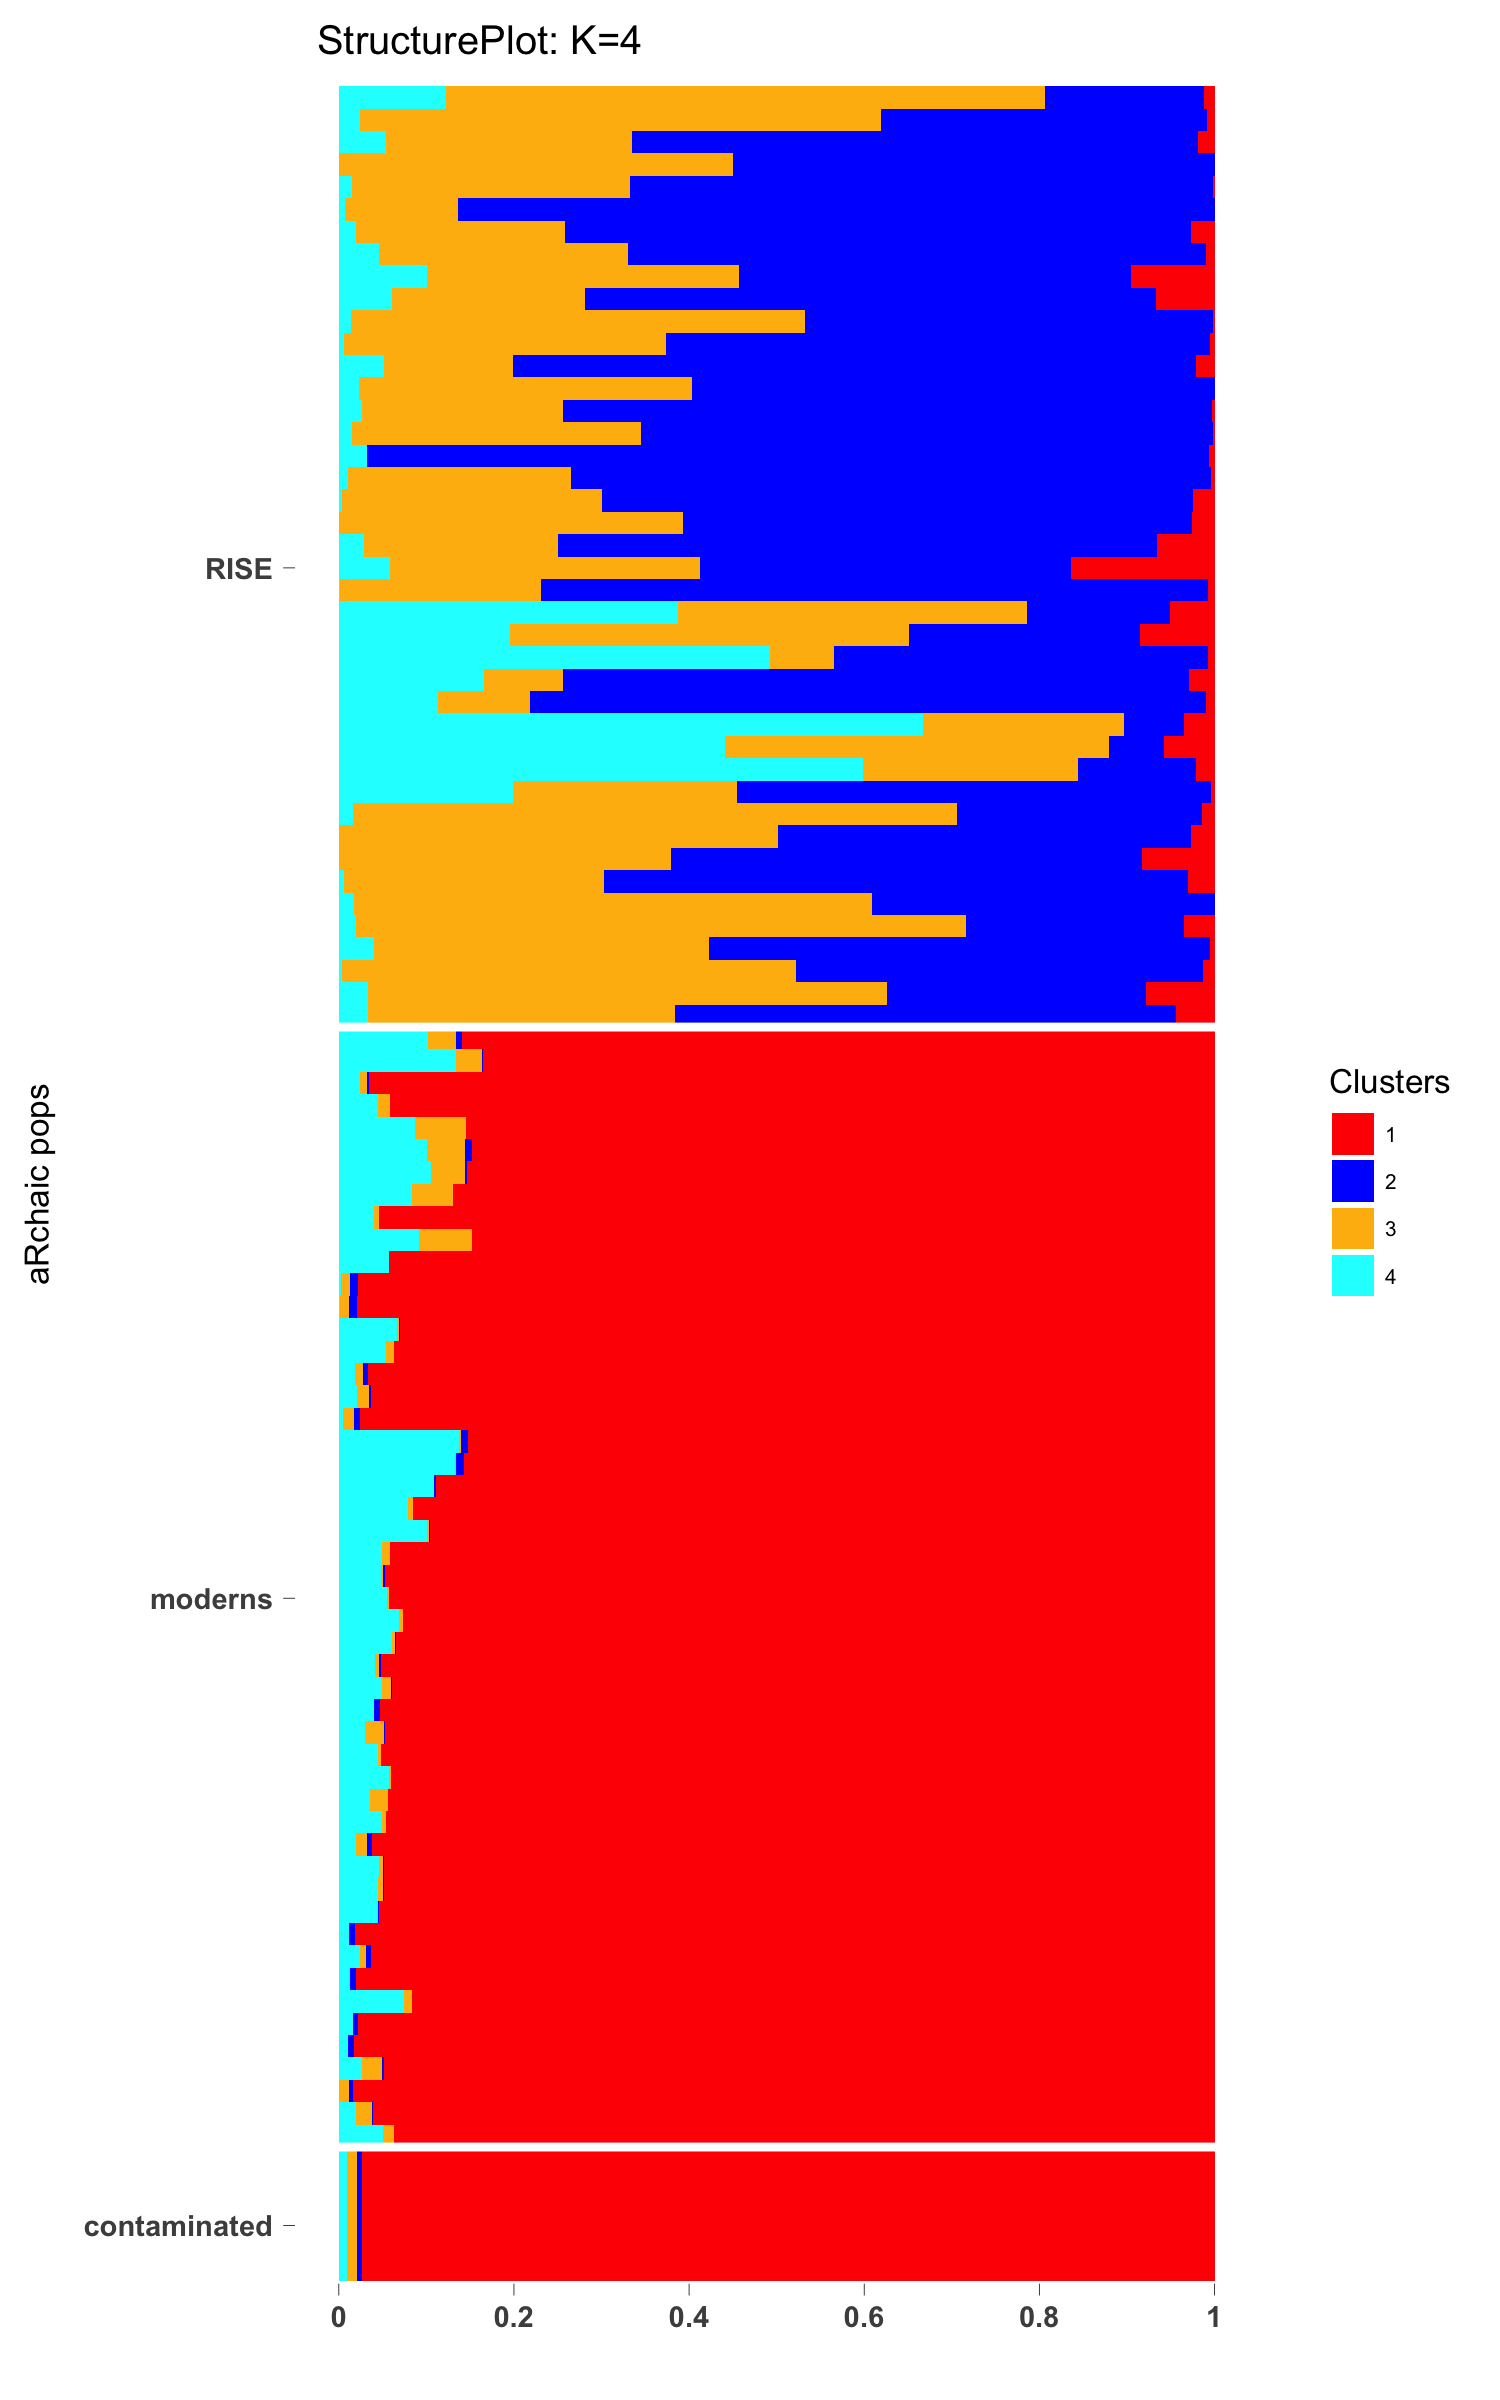 StructurePlot: K=4
RISE
aRchaic pops
Clusters
1
2
3
4
moderns
contaminated
0 0.2 0.4 0.6 0.8 1